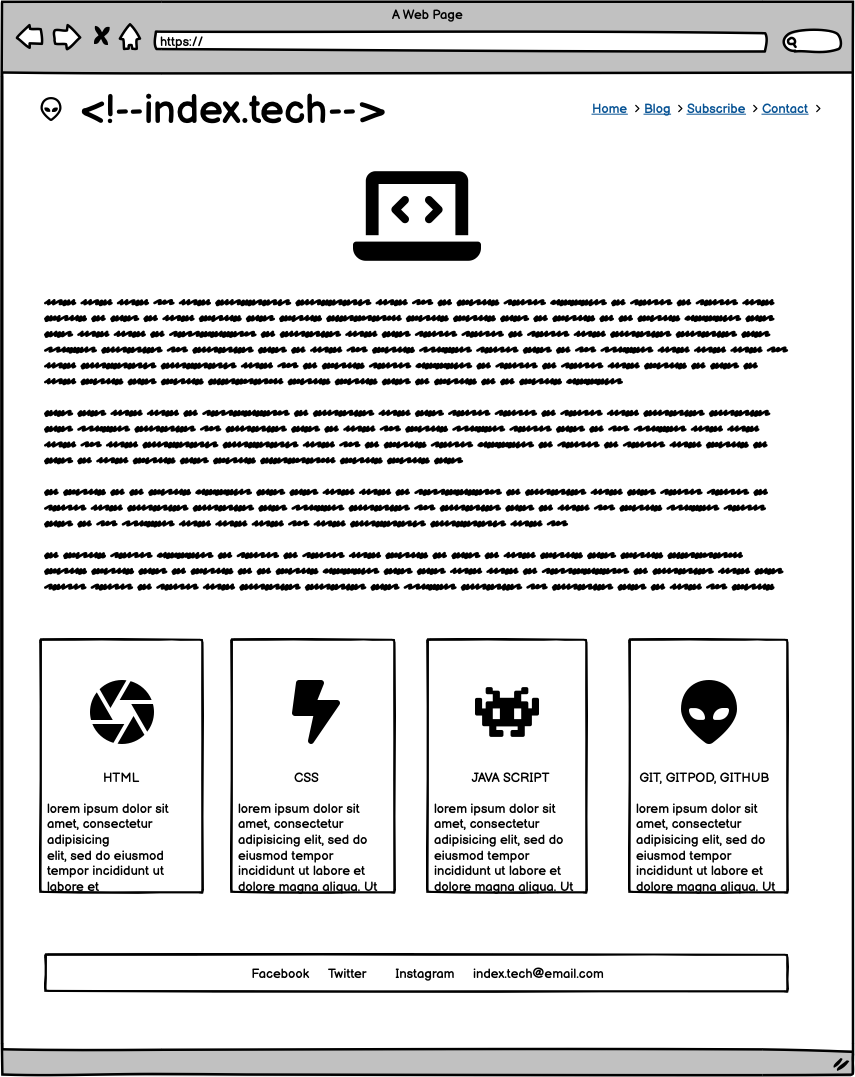 A Web Page
https://
<!--index.tech-->
Home > Blog > Subscribe > Contact >
< >
HTML
lorem ipsum dolor sit
amet, consectetur
adipisicing
elit, sed do eiusmod
tempor incididunt ut
labore et
CSS
lorem ipsum dolor sit
amet, consectetur
adipisicing elit, sed do
eiusmod tempor
incididunt ut labore et
dolore magna aliqua. Ut
JAVA SCRIPT
lorem ipsum dolor sit
amet, consectetur
adipisicing elit, sed do
eiusmod tempor
incididunt ut labore et
dolore magna aliqua. Ut
GIT, GITPOD, GITHUB
lorem ipsum dolor sit
amet, consectetur
adipisicing elit, sed do
eiusmod tempor
incididunt ut labore et
dolore magna aliqua. Ut
Facebook Twitter Instagram index.tech@email.com